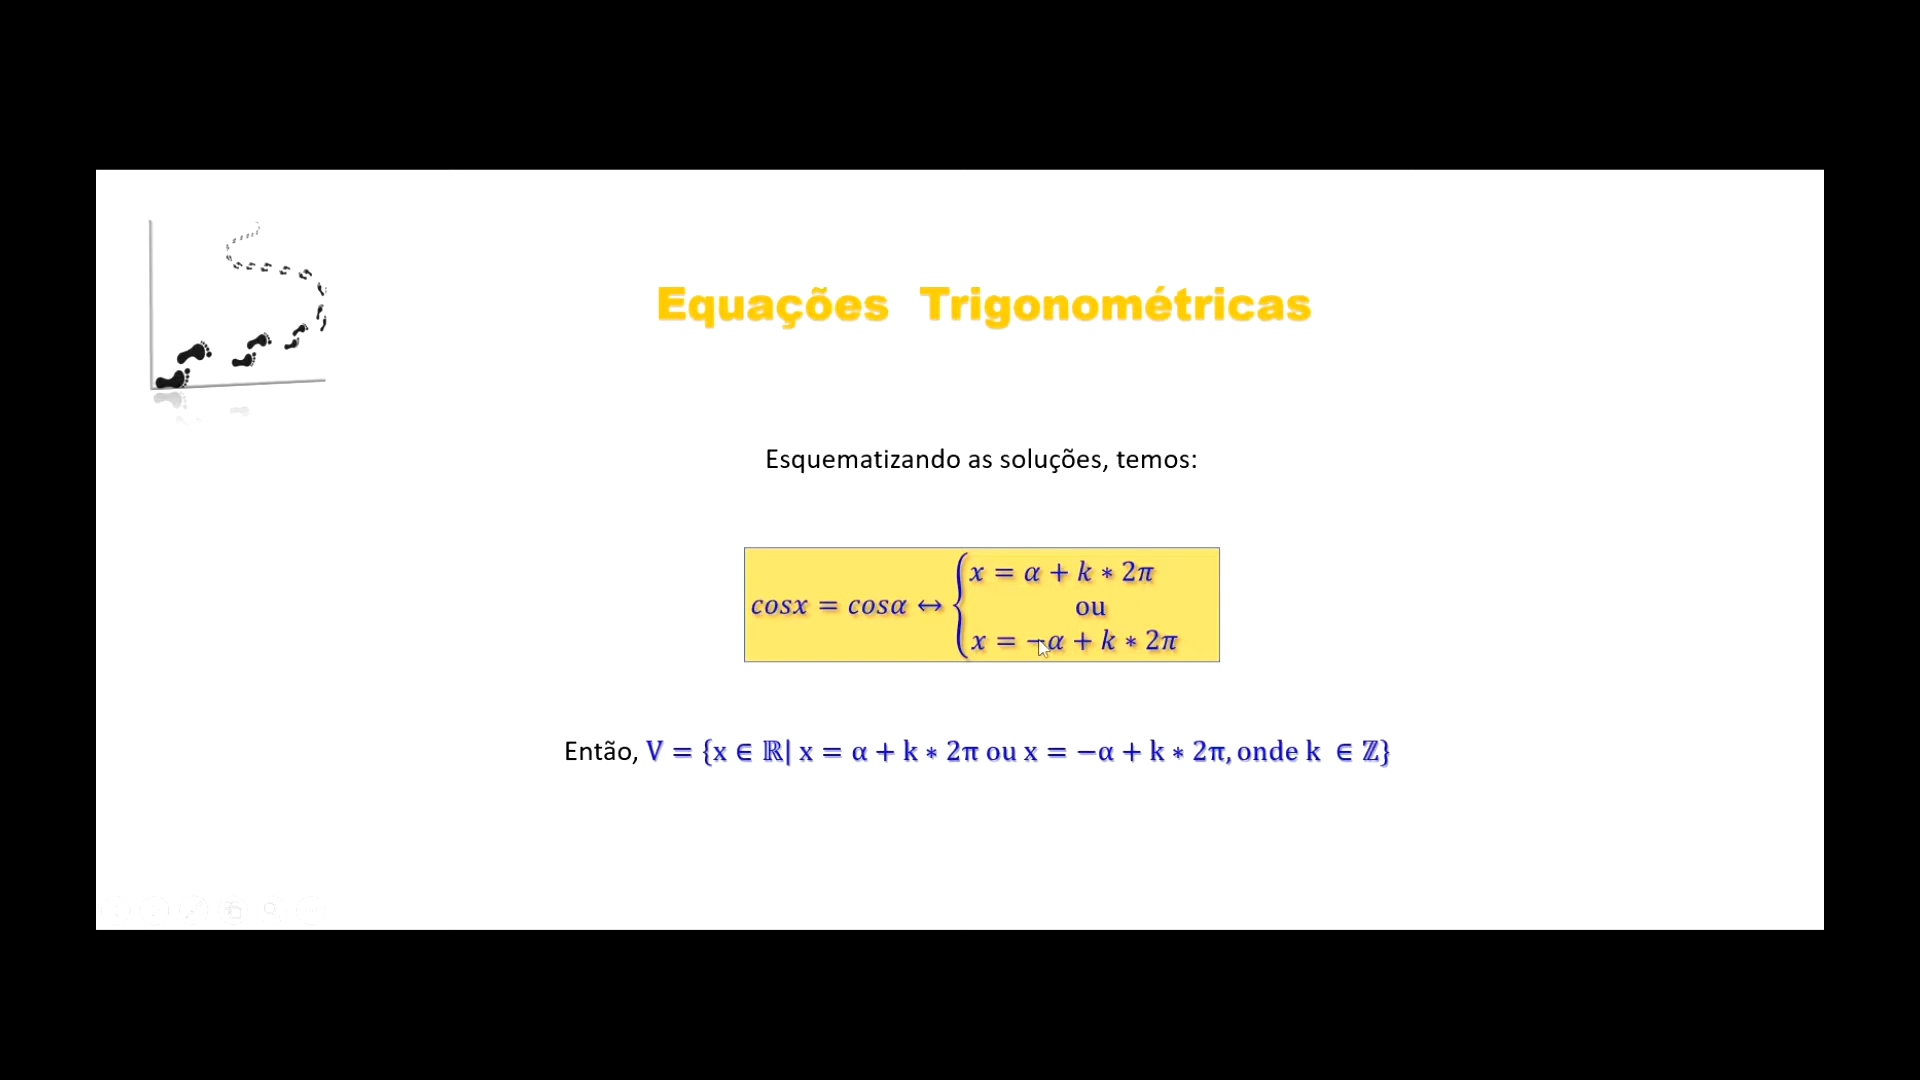 Equações Trigonométricas
Esquematizando as soluções, temos:
x = α + k ∗ 2π
cosx = cosα ↔ { ou
x = −α + k ∗ 2π
Então, V = {x ∈ ℝ| x = α + k ∗ 2π ou x = −α + k ∗ 2π, onde k ∈ ℤ}